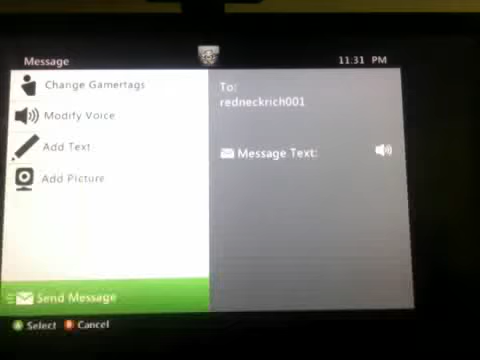 Message
11:31 PM
Change Gamertags
Modify Voice
Add Text
Add Picture
Send Message
To:
redneckrich001
Message Text:
A Select B Cancel